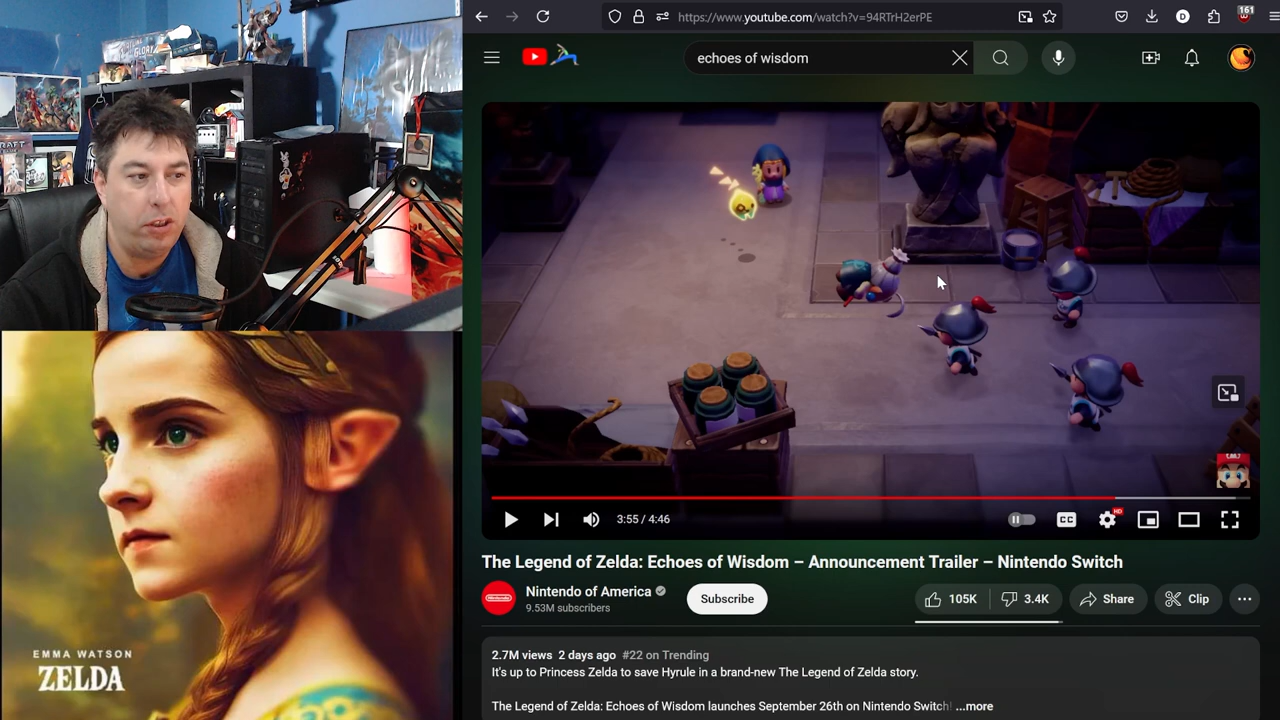 161
https://www.youtube.com/watch?v=94RTrH2erPE
echoes of wisdom
GLORY
3:55 / 4:46
CC
HD
The Legend of Zelda: Echoes of Wisdom – Announcement Trailer – Nintendo Switch
Nintendo of America
9.53M subscribers
Subscribe
105K
3.4K
Share
Clip
2.7M views 2 days ago #22 on Trending
It's up to Princess Zelda to save Hyrule in a brand-new The Legend of Zelda story.
The Legend of Zelda: Echoes of Wisdom launches September 26th on Nintendo Switch! ...more
EMMA WATSON
ZELDA